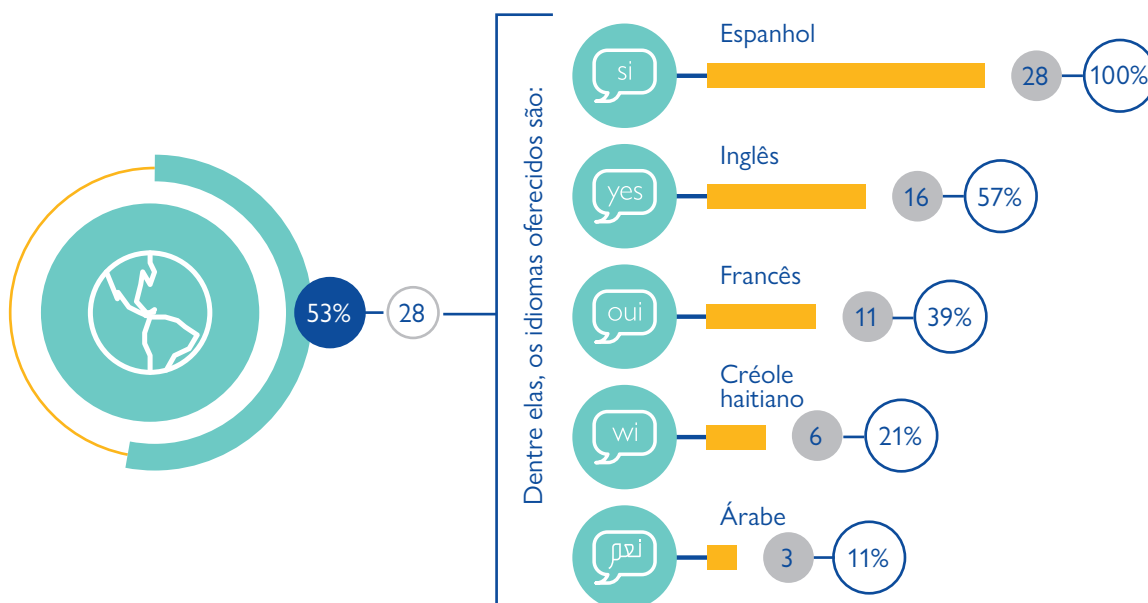 53%
28
Dentre elas, os idiomas oferecidos são:
si
Espanhol
28
100%
yes
Inglês
16
57%
oui
Francês
11
39%
wi
Créole
haitiano
6
21%
نعم
Árabe
3
11%